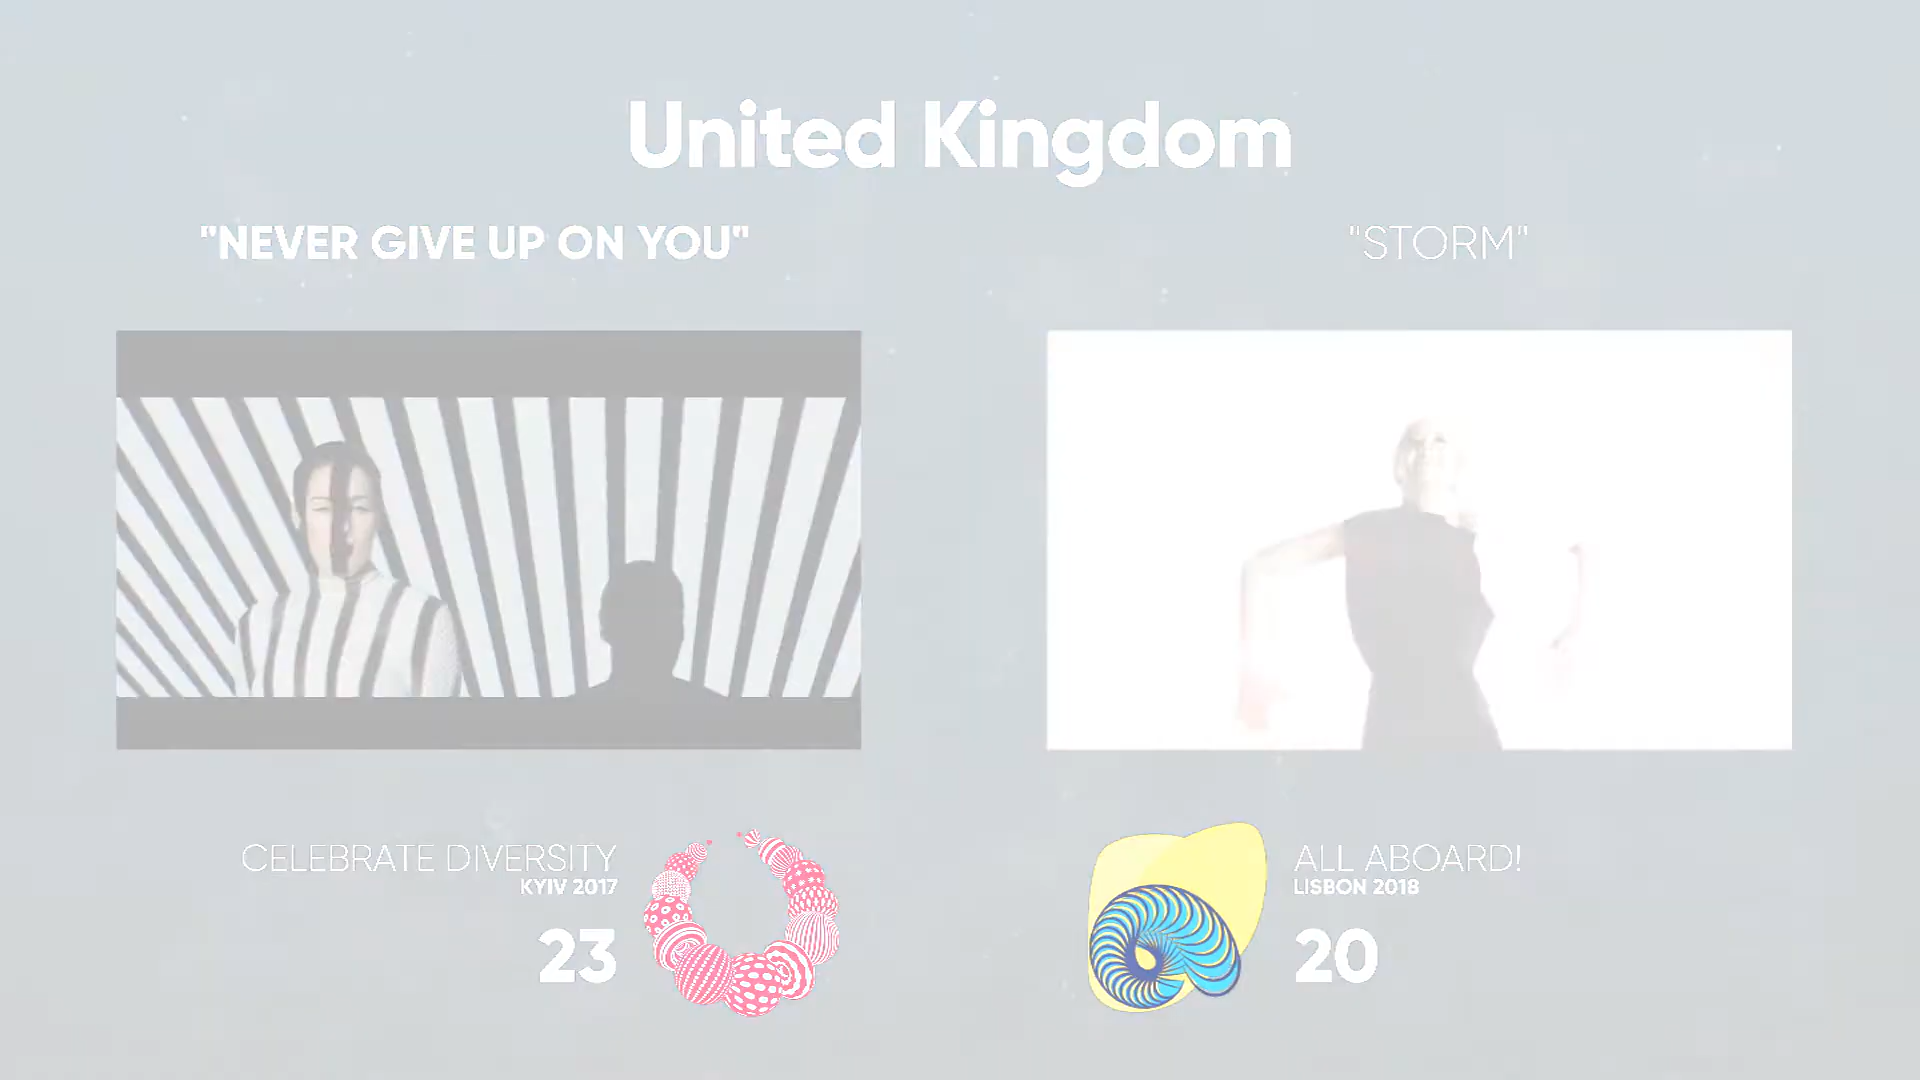 United Kingdom
"NEVER GIVE UP ON YOU"
"STORM"
CELEBRATE DIVERSITY
KYIV 2017
23
ALL ABOARD!
LISBON 2018
20